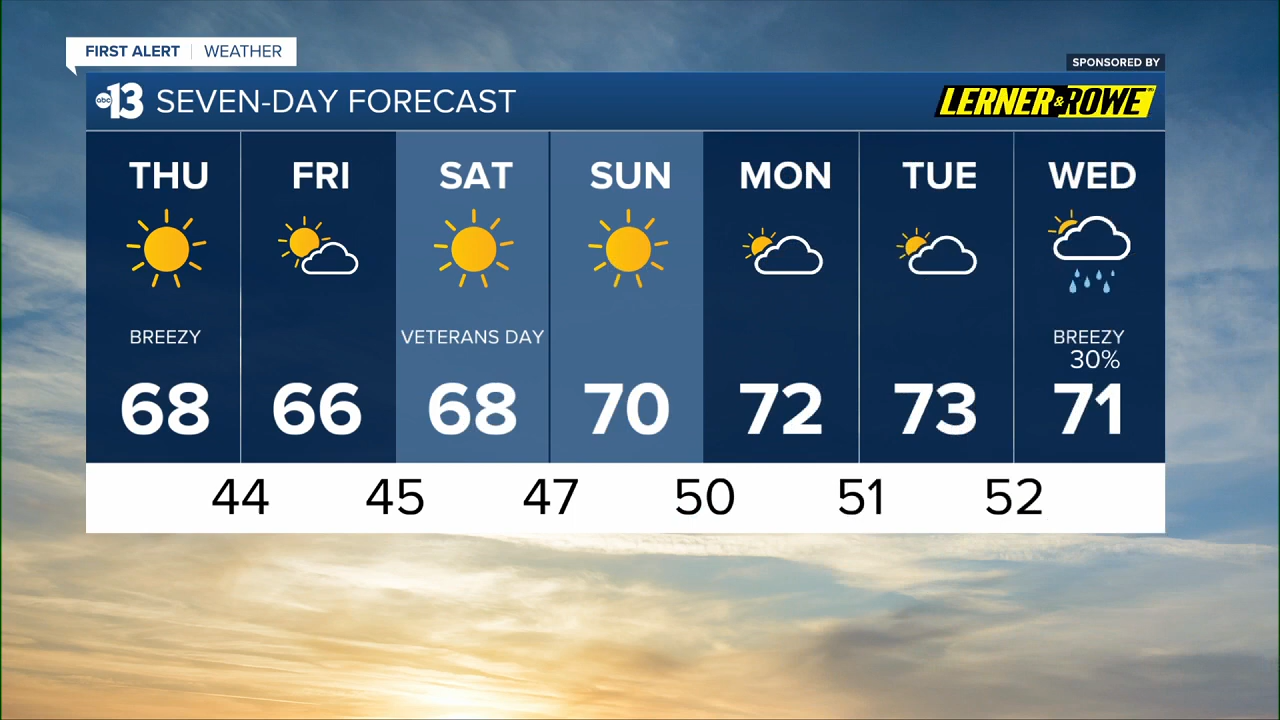 FIRST ALERT | WEATHER
SPONSORED BY
abc 13 SEVEN-DAY FORECAST
LERNER & ROWE
THU FRI SAT SUN MON TUE WED
BREEZY VETERANS DAY BREEZY
30%
68 66 68 70 72 73 71
44 45 47 50 51 52